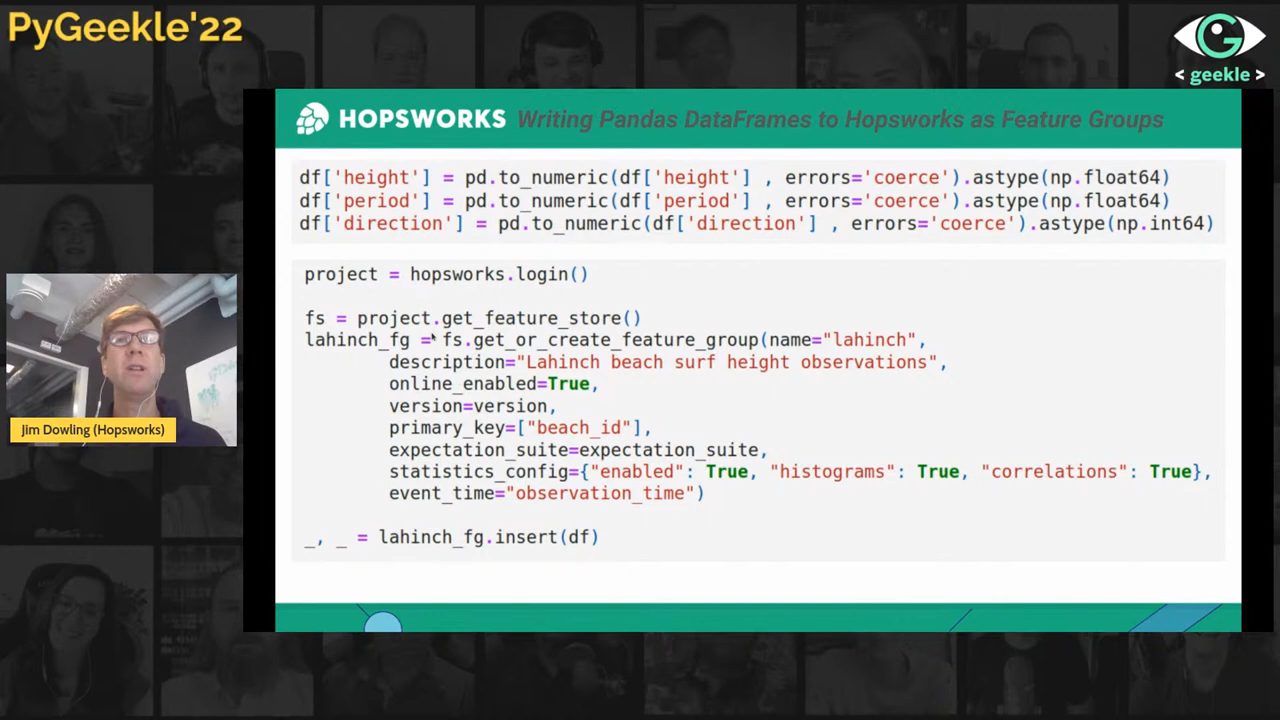 PyGeekle'22
< geekle >
HOPSWORKS Writing Pandas DataFrames to Hopsworks as Feature Groups
df['height'] = pd.to_numeric(df['height'] , errors='coerce').astype(np.float64)
df['period'] = pd.to_numeric(df['period'] , errors='coerce').astype(np.float64)
df['direction'] = pd.to_numeric(df['direction'] , errors='coerce').astype(np.int64)
project = hopsworks.login()
fs = project.get_feature_store()
lahinch_fg = fs.get_or_create_feature_group(name="lahinch",
description="Lahinch beach surf height observations",
online_enabled=True,
version=version,
primary_key=["beach_id"],
expectation_suite=expectation_suite,
statistics_config={"enabled": True, "histograms": True, "correlations": True},
event_time="observation_time")
_, _ = lahinch_fg.insert(df)
Jim Dowling (Hopsworks)